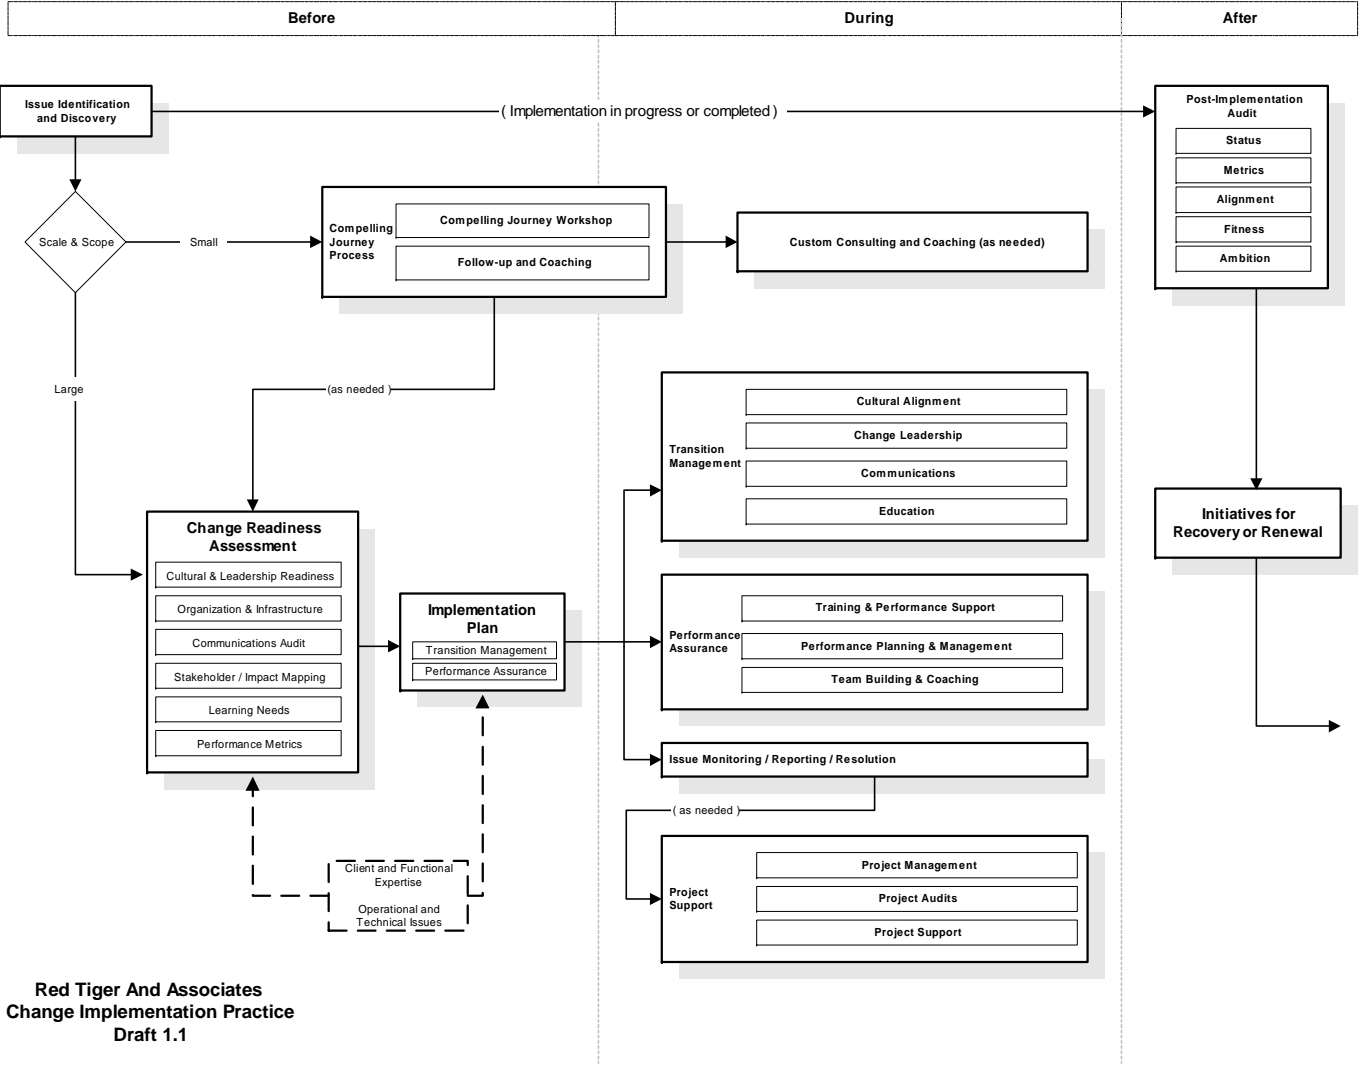 Before
During
After
Issue Identification
and Discovery
( Implementation in progress or completed )
Post-Implementation
Audit
Status
Metrics
Alignment
Fitness
Ambition
Scale & Scope
Small
Compelling
Journey
Process
Compelling Journey Workshop
Follow-up and Coaching
Custom Consulting and Coaching (as needed)
Large
(as needed )
Transition
Management
Cultural Alignment
Change Leadership
Communications
Education
Initiatives for
Recovery or Renewal
Change Readiness
Assessment
Cultural & Leadership Readiness
Organization & Infrastructure
Communications Audit
Stakeholder / Impact Mapping
Learning Needs
Performance Metrics
Implementation
Plan
Transition Management
Performance Assurance
Performance
Assurance
Training & Performance Support
Performance Planning & Management
Team Building & Coaching
Issue Monitoring / Reporting / Resolution
( as needed )
Project
Support
Project Management
Project Audits
Project Support
Client and Functional
Expertise
Operational and
Technical Issues
Red Tiger And Associates
Change Implementation Practice
Draft 1.1